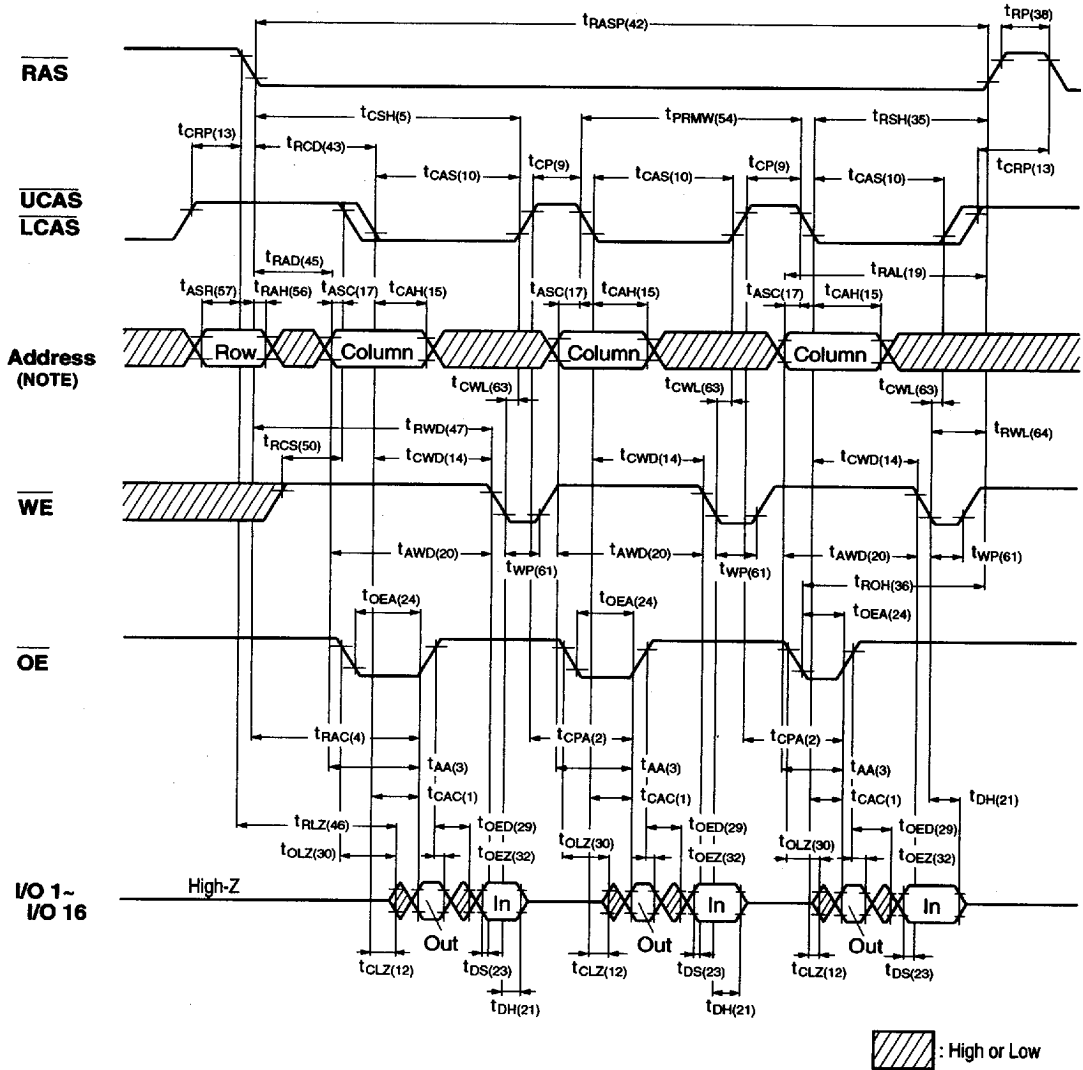 tRASP(42)
tRP(38)
RAS
tCSH(5)
tPRMW(54)
tRSH(35)
tCRP(13)
tRCD(43)
tCP(9)
tCP(9)
tCRP(13)
tCAS(10)
tCAS(10)
tCAS(10)
UCAS
LCAS
tRAD(45)
tRAL(19)
tASR(57)
tRAH(56)
tASC(17)
tCAH(15)
tASC(17)
tCAH(15)
tASC(17)
tCAH(15)
Address
(NOTE)
Row
Column
Column
Column
tCWL(63)
tCWL(63)
tCWL(63)
tRWD(47)
tRWL(64)
tRCS(50)
tCWD(14)
tCWD(14)
tCWD(14)
WE
tAWD(20)
tAWD(20)
tAWD(20)
tWP(61)
tWP(61)
tWP(61)
tROH(36)
tOEA(24)
tOEA(24)
tOEA(24)
OE
tRAC(4)
tCPA(2)
tCPA(2)
tAA(3)
tAA(3)
tAA(3)
tCAC(1)
tCAC(1)
tCAC(1)
tDH(21)
tRLZ(46)
tOED(29)
tOED(29)
tOED(29)
tOLZ(30)
tOEZ(32)
tOLZ(30)
tOEZ(32)
tOLZ(30)
tOEZ(32)
I/O 1~
I/O 16
High-Z
In
In
In
Out
Out
Out
tCLZ(12)
tDS(23)
tCLZ(12)
tDS(23)
tCLZ(12)
tDS(23)
tDH(21)
tDH(21)
: High or Low